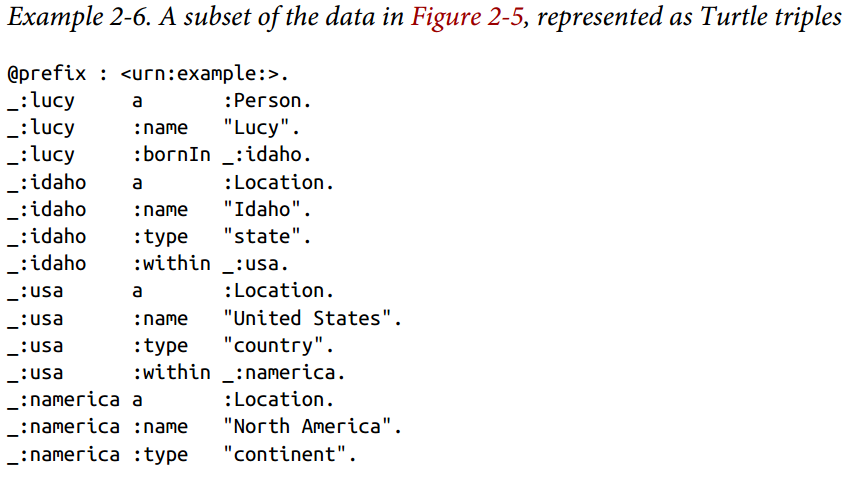 Example 2-6. A subset of the data in Figure 2-5, represented as Turtle triples
@prefix : <urn:example:>.
_:lucy     a       :Person.
_:lucy     :name   "Lucy".
_:lucy     :bornIn _:idaho.
_:idaho    a       :Location.
_:idaho    :name   "Idaho".
_:idaho    :type   "state".
_:idaho    :within _:usa.
_:usa      a       :Location.
_:usa      :name   "United States".
_:usa      :type   "country".
_:usa      :within _:namerica.
_:namerica a       :Location.
_:namerica :name   "North America".
_:namerica :type   "continent".